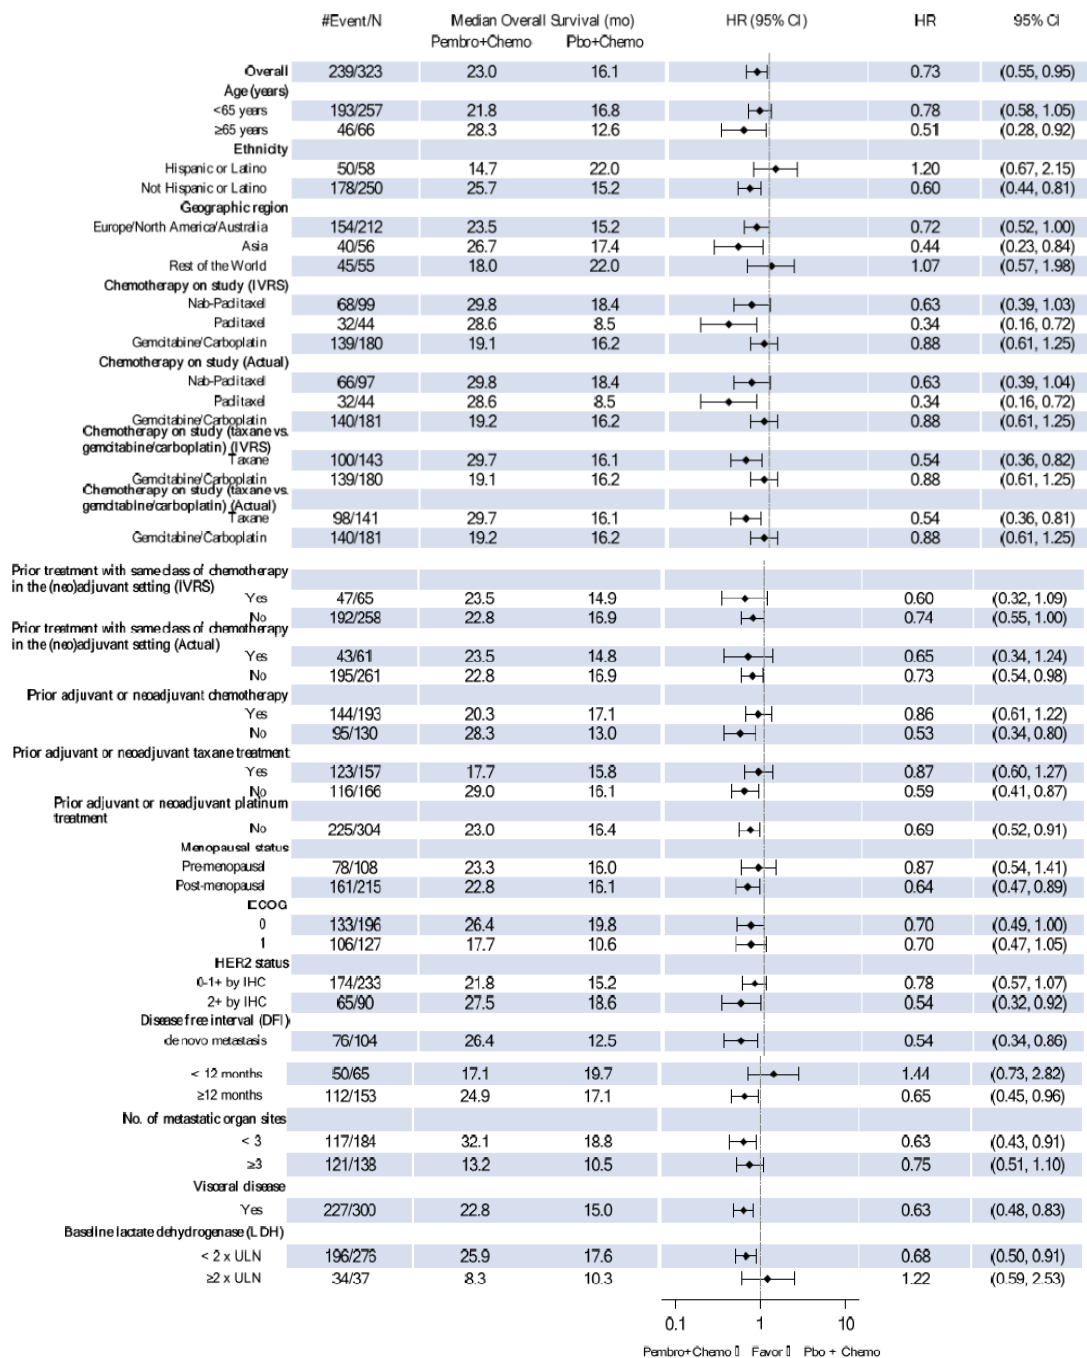 #Event/N Median Overall Survival (mo) HR (95% CI) HR 95% CI
Pembro+Chemo Pbo+Chemo
Overall 239/323 23.0 16.1 0.73 (0.55, 0.95)
Age (years)
<65 years 193/257 21.8 16.8 0.78 (0.58, 1.05)
≥65 years 46/66 28.3 12.6 0.51 (0.28, 0.92)
Ethnicity
Hispanic or Latino 50/58 14.7 22.0 1.20 (0.67, 2.15)
Not Hispanic or Latino 178/250 25.7 15.2 0.60 (0.44, 0.81)
Geographic region
Europe/North America/Australia 154/212 23.5 15.2 0.72 (0.52, 1.00)
Asia 40/56 26.7 17.4 0.44 (0.23, 0.84)
Rest of the World 45/55 18.0 22.0 1.07 (0.57, 1.98)
Chemotherapy on study (IVRS)
Nab-Paclitaxel 68/99 29.8 18.4 0.63 (0.39, 1.03)
Paclitaxel 32/44 28.6 8.5 0.34 (0.16, 0.72)
Gemcitabine/Carboplatin 139/180 19.1 16.2 0.88 (0.61, 1.25)
Chemotherapy on study (Actual)
Nab-Paclitaxel 66/97 29.8 18.4 0.63 (0.39, 1.04)
Paclitaxel 32/44 28.6 8.5 0.34 (0.16, 0.72)
Gemcitabine/Carboplatin 140/181 19.2 16.2 0.88 (0.61, 1.25)
Chemotherapy on study (taxane vs.
gemcitabine/carboplatin) (IVRS)
Taxane 100/143 29.7 16.1 0.54 (0.36, 0.82)
Gemcitabine/Carboplatin 139/180 19.1 16.2 0.88 (0.61, 1.25)
Chemotherapy on study (taxane vs.
gemcitabine/carboplatin) (Actual)
Taxane 98/141 29.7 16.1 0.54 (0.36, 0.81)
Gemcitabine/Carboplatin 140/181 19.2 16.2 0.88 (0.61, 1.25)
Prior treatment with same class of chemotherapy
in the (neo)adjuvant setting (IVRS)
Yes 47/65 23.5 14.9 0.60 (0.32, 1.09)
No 192/258 22.8 16.9 0.74 (0.55, 1.00)
Prior treatment with same class of chemotherapy
in the (neo)adjuvant setting (Actual)
Yes 43/61 23.5 14.8 0.65 (0.34, 1.24)
No 195/261 22.8 16.9 0.73 (0.54, 0.98)
Prior adjuvant or neoadjuvant chemotherapy
Yes 144/193 20.3 17.1 0.86 (0.61, 1.22)
No 95/130 28.3 13.0 0.53 (0.34, 0.80)
Prior adjuvant or neoadjuvant taxane treatment
Yes 123/157 17.7 15.8 0.87 (0.60, 1.27)
No 116/166 29.0 16.1 0.59 (0.41, 0.87)
Prior adjuvant or neoadjuvant platinum
treatment
No 225/304 23.0 16.4 0.69 (0.52, 0.91)
Menopausal status
Pre-menopausal 78/108 23.3 16.0 0.87 (0.54, 1.41)
Post-menopausal 161/215 22.8 16.1 0.64 (0.47, 0.89)
ECOG
0 133/196 26.4 19.8 0.70 (0.49, 1.00)
1 106/127 17.7 10.6 0.70 (0.47, 1.05)
HER2 status
0-1+ by IHC 174/233 21.8 15.2 0.78 (0.57, 1.07)
2+ by IHC 65/90 27.5 18.6 0.54 (0.32, 0.92)
Disease free interval (DFI)
de novo metastasis 76/104 26.4 12.5 0.54 (0.34, 0.86)
< 12 months 50/65 17.1 19.7 1.44 (0.73, 2.82)
≥12 months 112/153 24.9 17.1 0.65 (0.45, 0.96)
No. of metastatic organ sites
< 3 117/184 32.1 18.8 0.63 (0.43, 0.91)
≥3 121/138 13.2 10.5 0.75 (0.51, 1.10)
Visceral disease
Yes 227/300 22.8 15.0 0.63 (0.48, 0.83)
Baseline lactate dehydrogenase (LDH)
< 2 x ULN 196/276 25.9 17.6 0.68 (0.50, 0.91)
≥2 x ULN 34/37 8.3 10.3 1.22 (0.59, 2.53)
0.1 1 10
Pembro+Chemo Favor Pbo + Chemo